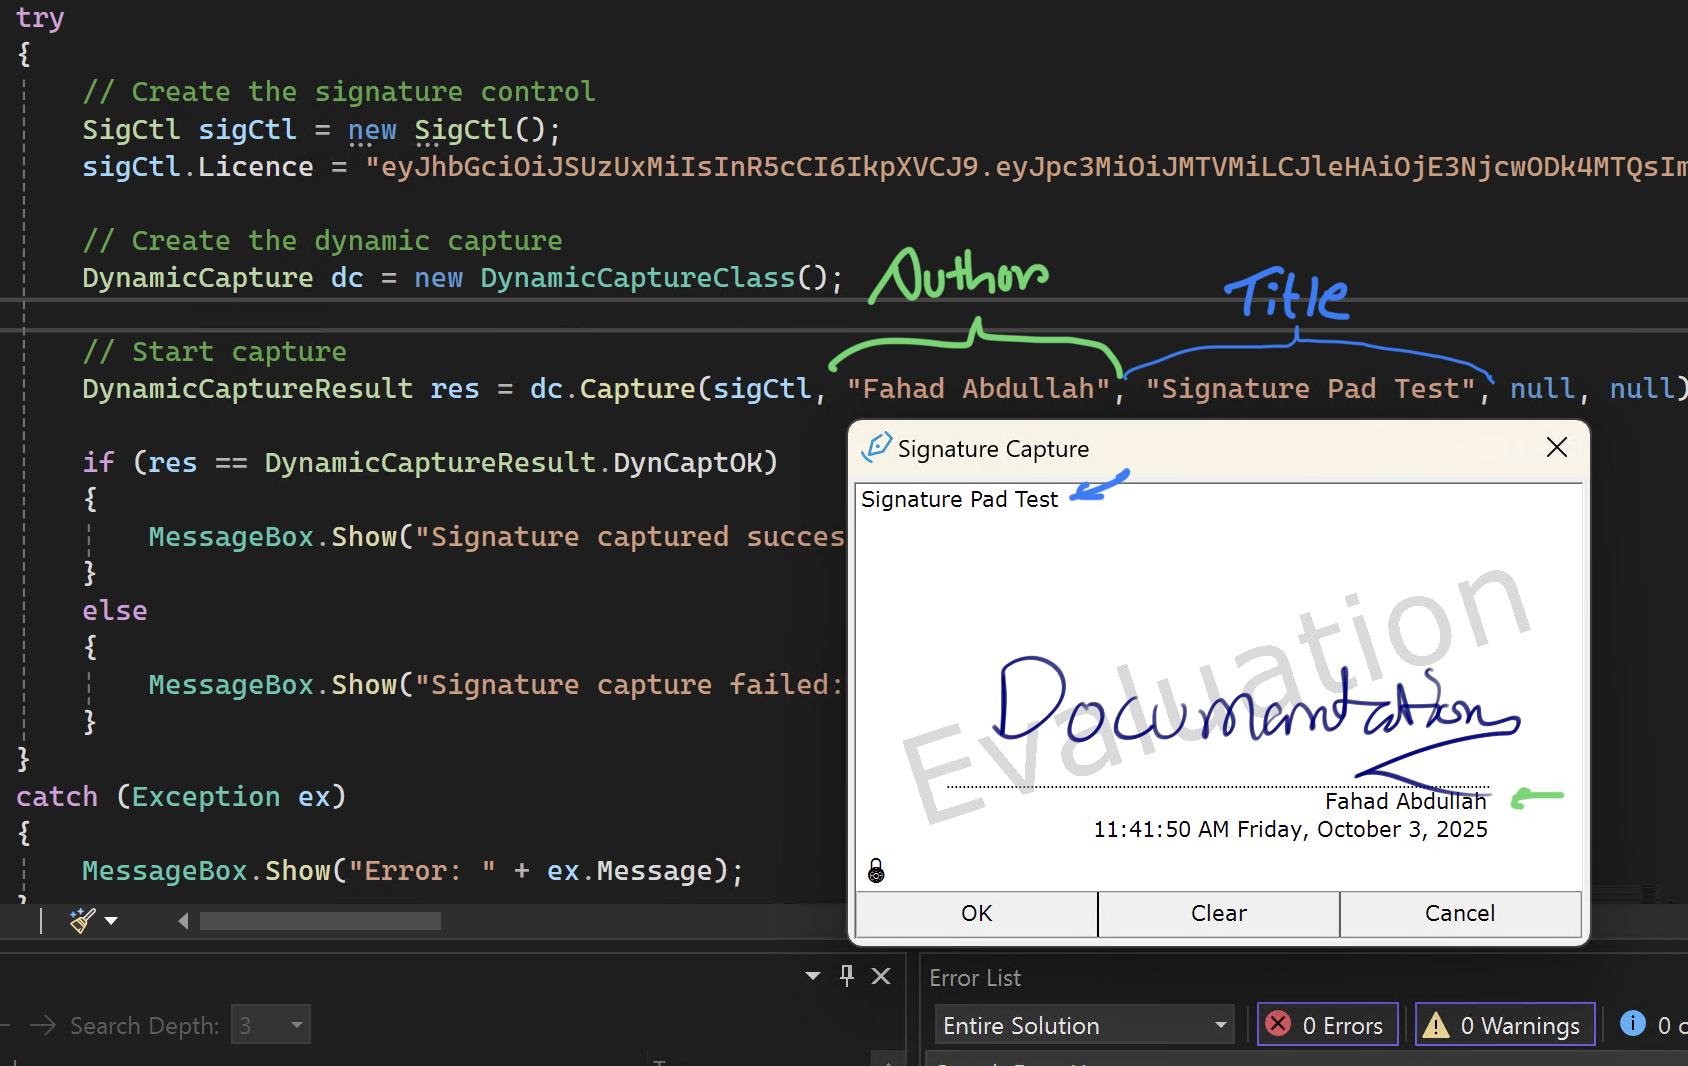 try
{
// Create the signature control
SigCtl sigCtl = new SigCtl();
sigCtl.Licence = "eyJhbGciOiJSUzUxMiIsInR5cCI6IkpXVCJ9.eyJpc3MiOiJMTVMiLCJleHAiOjE3NjcwODk4MTQsIm
// Create the dynamic capture
DynamicCapture dc = new DynamicCaptureClass();
Author
Title
// Start capture
DynamicCaptureResult res = dc.Capture(sigCtl, "Fahad Abdullah", "Signature Pad Test", null, null)
if (res == DynamicCaptureResult.DynCaptOK)
{
MessageBox.Show("Signature captured succes
}
else
{
MessageBox.Show("Signature capture failed:
}
}
catch (Exception ex)
{
MessageBox.Show("Error: " + ex.Message);
Signature Capture
Signature Pad Test
Evaluation
Documentation
Fahad Abdullah
11:41:50 AM Friday, October 3, 2025
OK Clear Cancel
Search Depth: 3
Error List
Entire Solution
0 Errors
0 Warnings
0